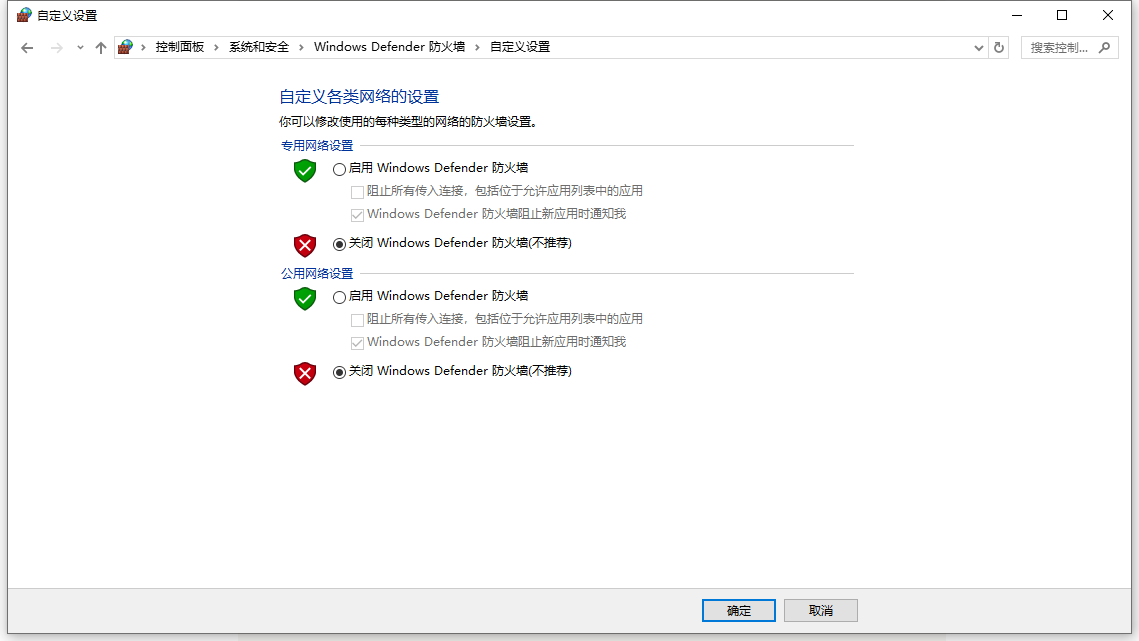 自定义设置
控制面板 系统和安全 Windows Defender 防火墙 自定义设置 搜索控制...
自定义各类网络的设置
你可以修改使用的每种类型的网络的防火墙设置。
专用网络设置
启用 Windows Defender 防火墙
阻止所有传入连接，包括位于允许应用列表中的应用
Windows Defender 防火墙阻止新应用时通知我
关闭 Windows Defender 防火墙(不推荐)
公用网络设置
启用 Windows Defender 防火墙
阻止所有传入连接，包括位于允许应用列表中的应用
Windows Defender 防火墙阻止新应用时通知我
关闭 Windows Defender 防火墙(不推荐)
确定 取消